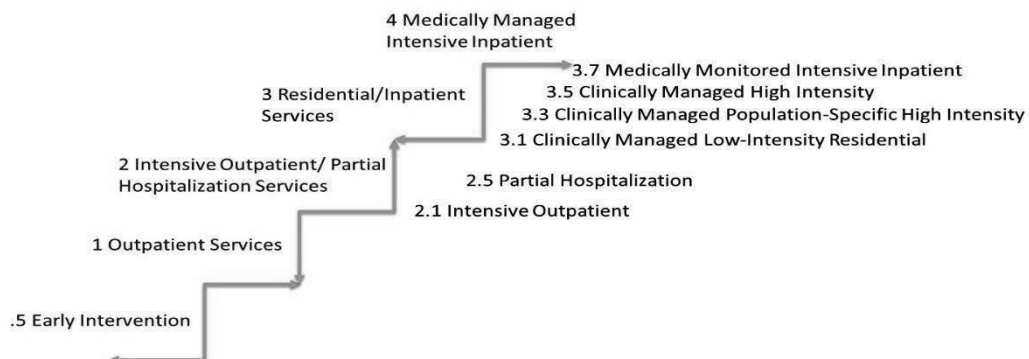 4 Medically Managed
Intensive Inpatient
3.7 Medically Monitored Intensive Inpatient
3.5 Clinically Managed High Intensity
3 Residential/Inpatient
Services
3.3 Clinically Managed Population-Specific High Intensity
3.1 Clinically Managed Low-Intensity Residential
2 Intensive Outpatient/ Partial
Hospitalization Services
2.5 Partial Hospitalization
2.1 Intensive Outpatient
1 Outpatient Services
.5 Early Intervention